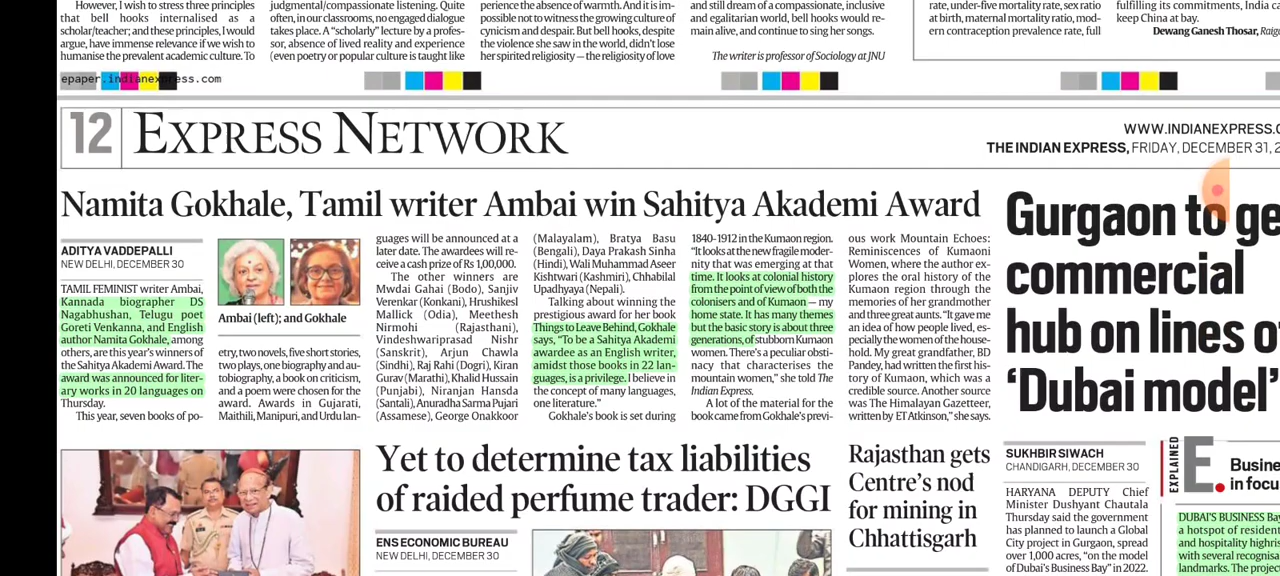 However, I wish to stress three principles
that bell hooks internalised as a
scholar/teacher; and these principles, I would
argue, have immense relevance if we wish to
humanise the prevalent academic culture. To
judgmental/communicative listening. Quite
often, in our classrooms, no engaged dialogue
takes place. A “scholarly” lecture by a profes-
sor, absence of lived reality and experience
(even poetry or popular culture is taught like
perience the absence of warmth. And it is im-
possible not to witness the growing culture of
cynicism and despair. But bell hooks, despite
the violence she saw in the world, didn’t lose
her spirited religiosity — the religiosity of love
and still dream of a compassionate, inclusive
and egalitarian world, bell hooks would re-
main alive, and continue to sing her songs.
The writer is professor of Sociology at JNU
rate, under-five mortality rate, sex ratio
at birth, maternal mortality ratio, mod-
ern contraception prevalence rate, full
fulfilling its commitments, India ca
keep China at bay.
Dewang Ganesh Thosar, Raig
epaper.indianexpress.com
12 EXPRESS NETWORK
WWW.INDIANEXPRESS.C
THE INDIAN EXPRESS, FRIDAY, DECEMBER 31, 2
Namita Gokhale, Tamil writer Ambai win Sahitya Akademi Award
ADITYA VADDEPALLI
NEW DELHI, DECEMBER 30
TAMIL FEMINIST writer Ambai,
Kannada biographer DS
Nagabhushan, Telugu poet
Goreti Venkanna, and English
author Namita Gokhale, among
others, are this year’s winners of
the Sahitya Akademi Award. The
award was announced for liter-
ary works in 20 languages on
Thursday.
This year, seven books of po-
Ambai (left); and Gokhale
etry, two novels, five short stories,
two plays, one biography and au-
tobiography, a book on criticism,
and a poem were chosen for the
award. Awards in Gujarati,
Maithili, Manipuri, and Urdu lan-
guages will be announced at a
later date. The awardees will re-
ceive a cash prize of Rs 1,00,000.
The other winners are
Mwdai Gahai (Bodo), Sanjiv
Verenkar (Konkani), Hrushikesl
Mallick (Odia), Meethesh
Nirmohi (Rajasthani),
Vindeshwariprasad Nishr
(Sanskrit), Arjun Chawla
(Sindhi), Raj Rahi (Dogri), Kiran
Gurav (Marathi), Khalid Hussain
(Punjabi), Niranjan Hansda
(Santali), Anuradha Sarma Pujari
(Assamese), George Onakkoor
(Malayalam), Bratya Basu
(Bengali), Daya Prakash Sinha
(Hindi), Wali Muhammad Aseer
Kishtwari (Kashmiri), Chhabilal
Upadhyaya (Nepali).
Talking about winning the
prestigious award for her book
Things to Leave Behind, Gokhale
says, “To be a Sahitya Akademi
awardee as an English writer,
amidst those books in 22 lan-
guages, is a privilege. I believe in
the concept of many languages,
one literature.”
Gokhale’s book is set during
1840-1912 in the Kumaon region.
“It looks at the new fragile moder-
nity that was emerging at that
time. It looks at colonial history
from the point of view of both the
colonisers and of Kumaon — my
home state. It has many themes
but the basic story is about three
generations, of stubborn Kumaon
women. There’s a peculiar obsti-
nacy that characterises the
mountain women,” she told The
Indian Express.
A lot of the material for the
book came from Gokhale’s previ-
ous work Mountain Echoes:
Reminiscences of Kumaoni
Women, where the author ex-
plores the oral history of the
Kumaon region through the
memories of her grandmother
and three great aunts. “It gave me
an idea of how people lived, es-
pecially the women of the house-
hold. My great grandfather, BD
Pandey, had written the first his-
tory of Kumaon, which was a
credible source. Another source
was The Himalayan Gazetteer,
written by ET Atkinson,” she says.
Gurgaon to ge
commercial
hub on lines o
‘Dubai model’
Yet to determine tax liabilities
of raided perfume trader: DGGI
ENS ECONOMIC BUREAU
NEW DELHI, DECEMBER 30
Rajasthan gets
Centre’s nod
for mining in
Chhattisgarh
SUKHBIR SIWACH
CHANDIGARH, DECEMBER 30
HARYANA DEPUTY Chief
Minister Dushyant Chautala
Thursday said the government
has planned to launch a Global
City project in Gurgaon, spread
over 1,000 acres, “on the model
of Dubai’s Business Bay” in 2022.
EXPLAINED
E.
Busine
in focu
DUBAI’S BUSINESS Bay
a hotspot of resident
and hospitality highris
with several recognisa
landmarks. The project